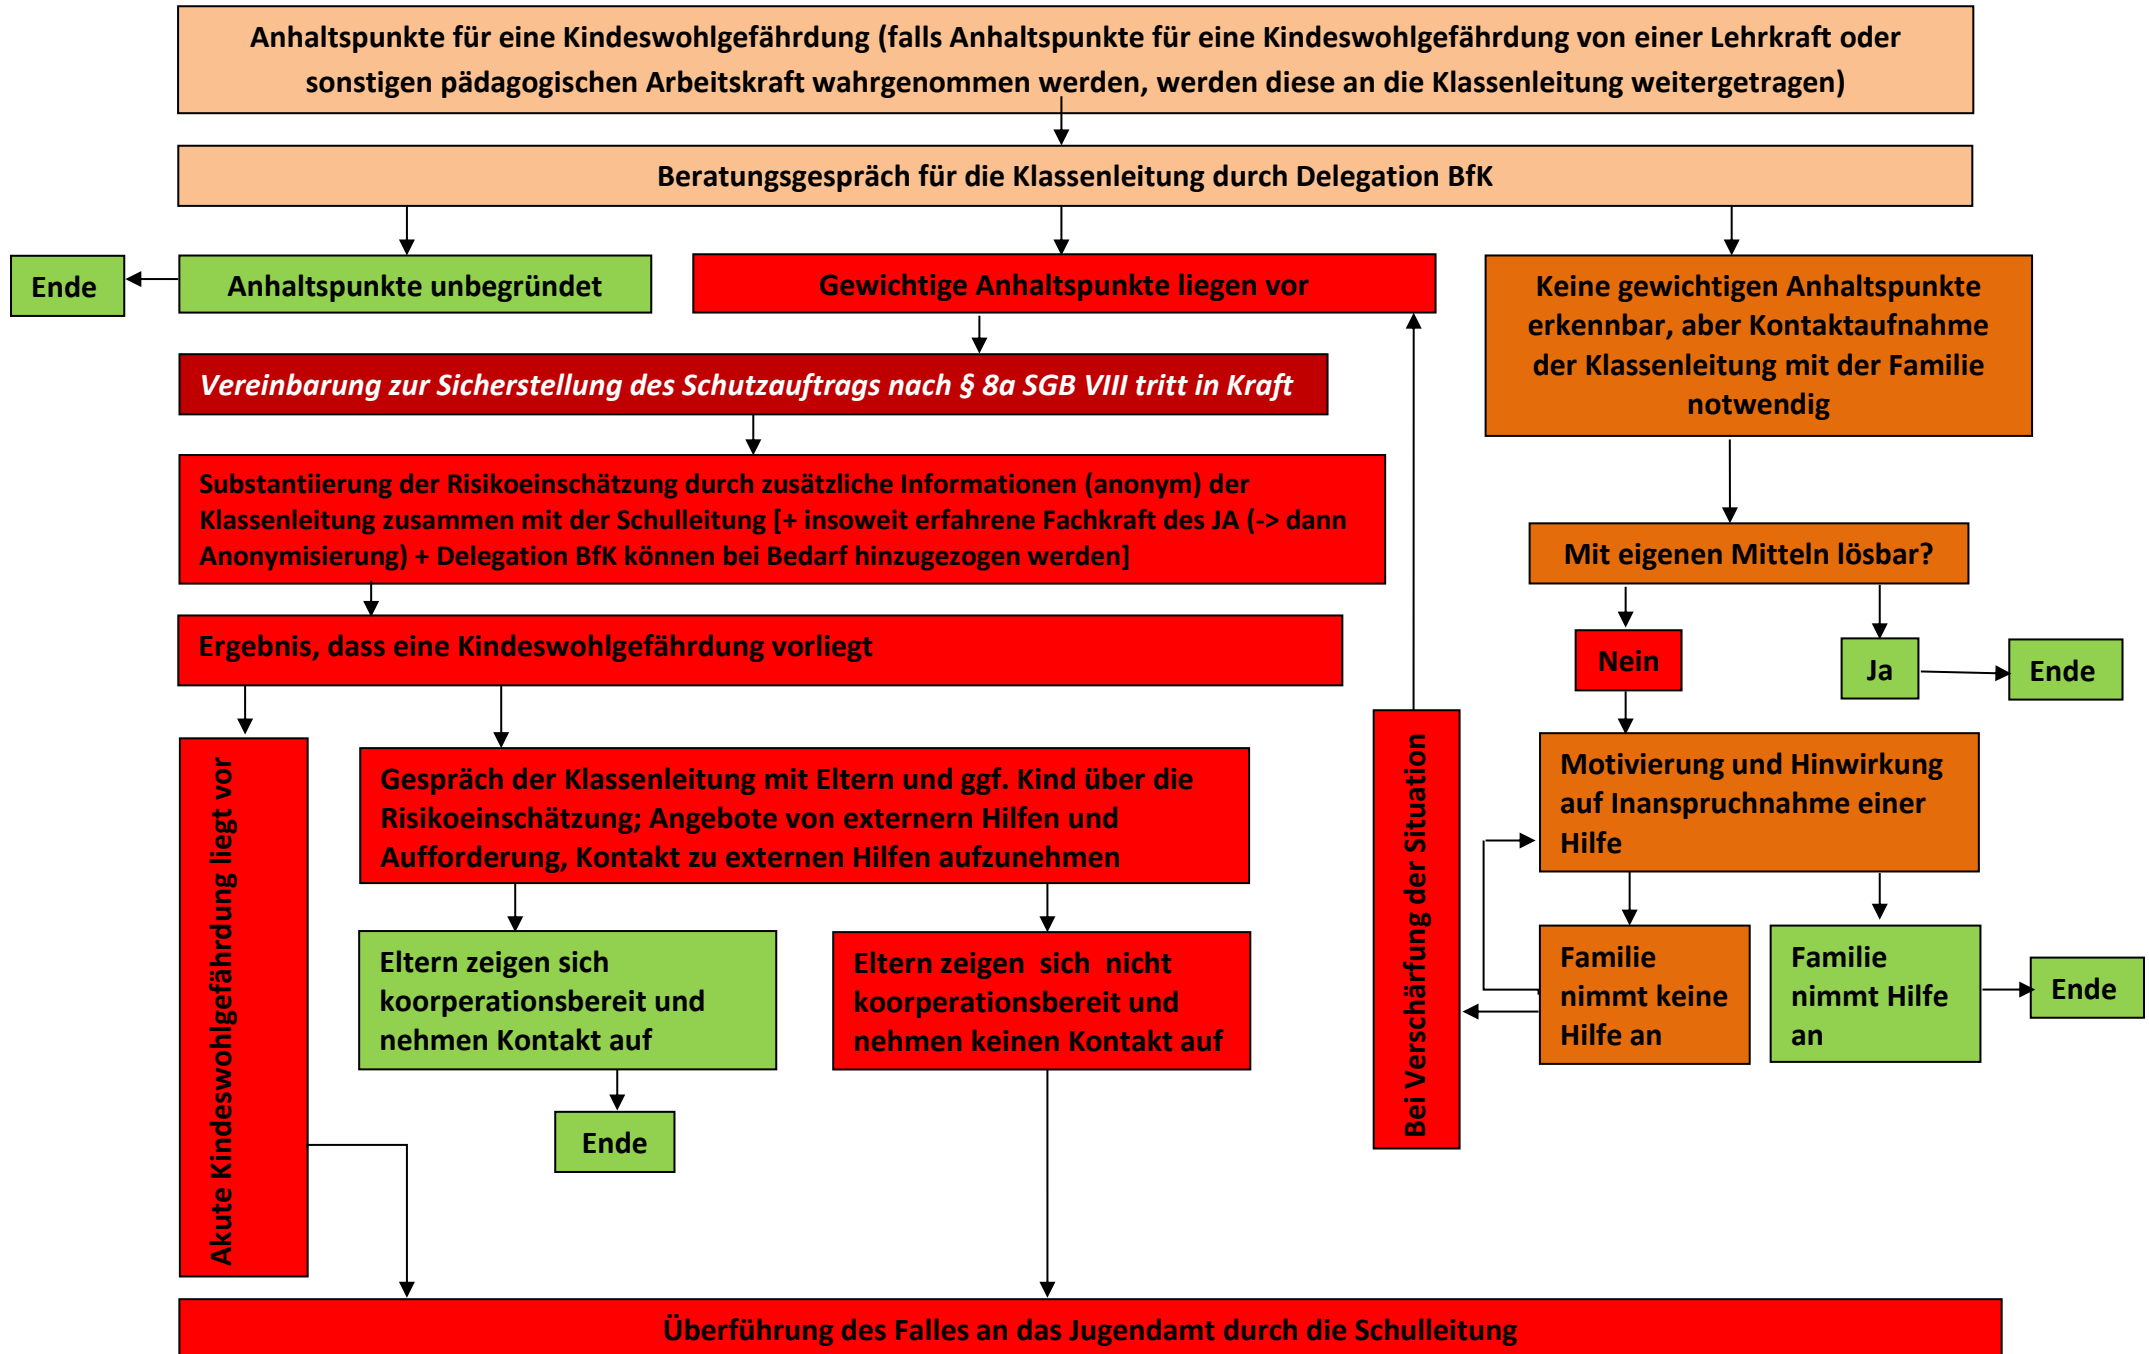 Anhaltspunkte für eine Kindeswohlgefährdung (falls Anhaltspunkte für eine Kindeswohlgefährdung von einer Lehrkraft oder
sonstigen pädagogischen Arbeitskraft wahrgenommen werden, werden diese an die Klassenleitung weitergetragen)
Beratungsgespräch für die Klassenleitung durch Delegation BfK
Ende
Anhaltspunkte unbegründet
Gewichtige Anhaltspunkte liegen vor
Keine gewichtigen Anhaltspunkte
erkennbar, aber Kontaktaufnahme
der Klassenleitung mit der Familie
notwendig
Vereinbarung zur Sicherstellung des Schutzauftrags nach § 8a SGB VIII tritt in Kraft
Substantiierung der Risikoeinschätzung durch zusätzliche Informationen (anonym) der
Klassenleitung zusammen mit der Schulleitung [+ insoweit erfahrene Fachkraft des JA (-> dann
Anonymisierung) + Delegation BfK können bei Bedarf hinzugezogen werden]
Mit eigenen Mitteln lösbar?
Ergebnis, dass eine Kindeswohlgefährdung vorliegt
Nein
Ja
Ende
Akute Kindeswohlgefährdung liegt vor
Gespräch der Klassenleitung mit Eltern und ggf. Kind über die
Risikoeinschätzung; Angebote von externern Hilfen und
Aufforderung, Kontakt zu externen Hilfen aufzunehmen
Bei Verschärfung der Situation
Motivierung und Hinwirkung
auf Inanspruchnahme einer
Hilfe
Eltern zeigen sich
koorperationsbereit und
nehmen Kontakt auf
Eltern zeigen sich nicht
koorperationsbereit und
nehmen keinen Kontakt auf
Familie
nimmt keine
Hilfe an
Familie
nimmt Hilfe
an
Ende
Ende
Überführung des Falles an das Jugendamt durch die Schulleitung